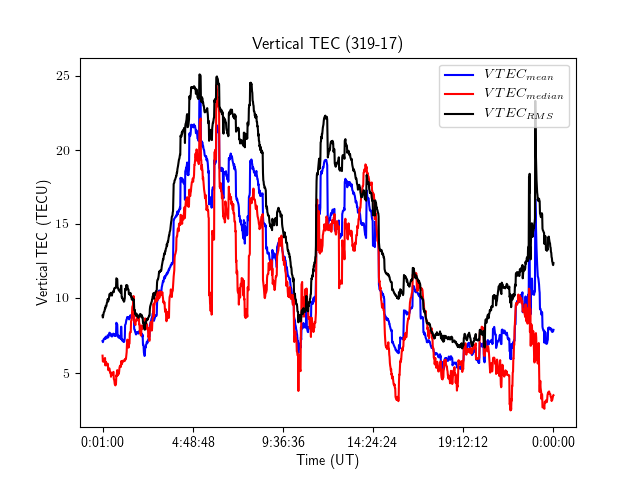 Vertical TEC (319-17)
VTEC_mean
VTEC_median
VTEC_RMS
Vertical TEC (TECU)
25
20
15
10
5
0:01:00 4:48:48 9:36:36 14:24:24 19:12:12 0:00:00
Time (UT)